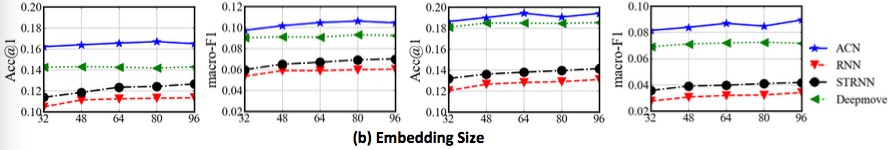 0.20
0.18
0.16
0.14
0.12
0.10
Acc@1
32 48 64 80 96
0.12
0.10
0.08
0.06
0.04
0.02
macro-F1
32 48 64 80 96
0.20
0.18
0.16
0.14
0.12
0.10
Acc@1
32 48 64 80 96
0.10
0.08
0.06
0.04
0.02
macro-F1
32 48 64 80 96
ACN
RNN
STRNN
Deepmove
(b) Embedding Size